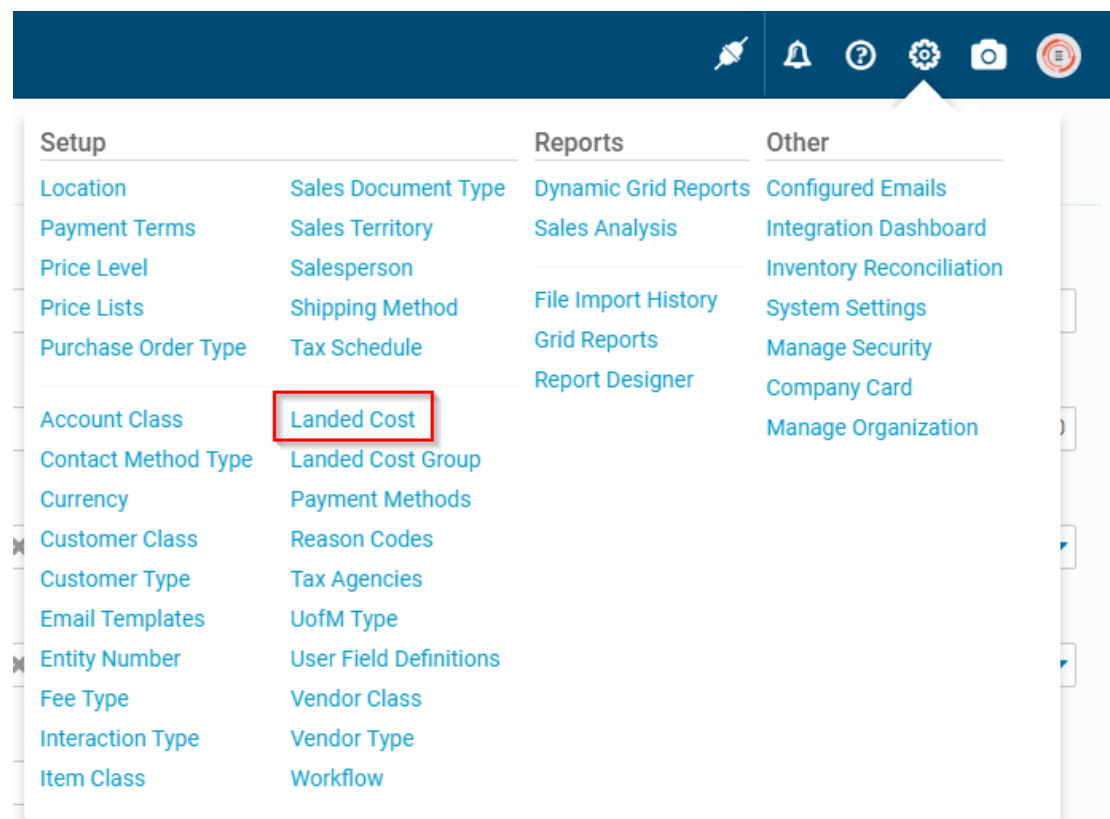 Setup
Location
Payment Terms
Price Level
Price Lists
Purchase Order Type
Sales Document Type
Sales Territory
Salesperson
Shipping Method
Tax Schedule
Account Class
Contact Method Type
Currency
Customer Class
Customer Type
Email Templates
Entity Number
Fee Type
Interaction Type
Item Class
Landed Cost
Landed Cost Group
Payment Methods
Reason Codes
Tax Agencies
UofM Type
User Field Definitions
Vendor Class
Vendor Type
Workflow
Reports
Dynamic Grid Reports
Sales Analysis
File Import History
Grid Reports
Report Designer
Other
Configured Emails
Integration Dashboard
Inventory Reconciliation
System Settings
Manage Security
Company Card
Manage Organization